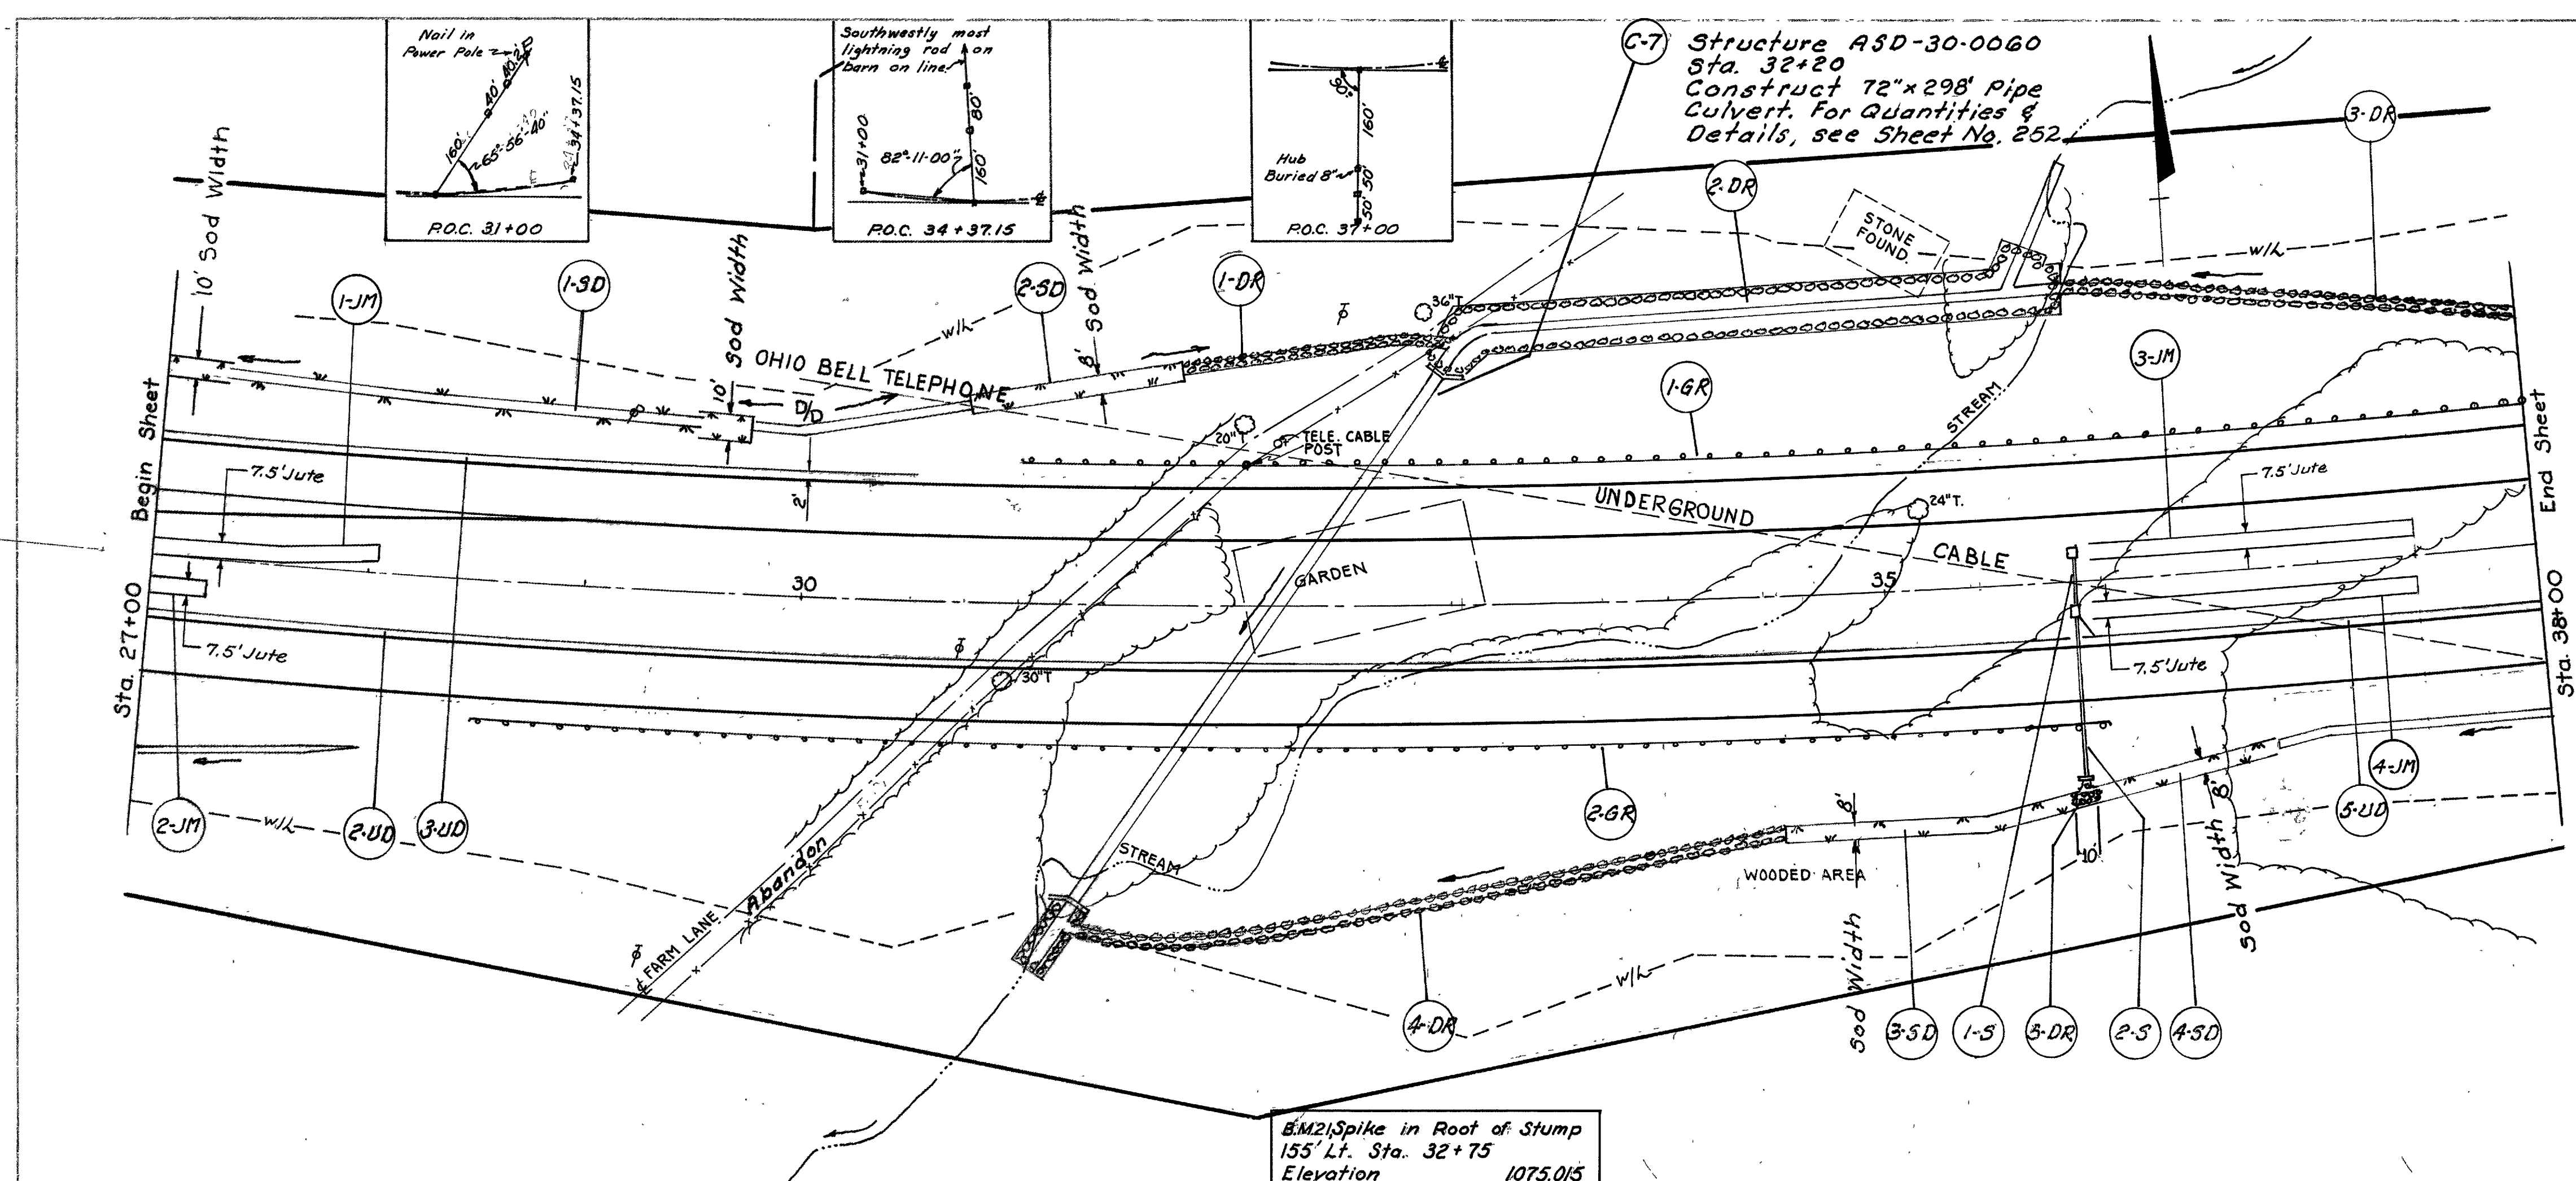 Nail in
Power Pole
40.2'
40'
160'
65°-56'-40"
34+37.15
P.O.C. 31+00
Southwestly most
lightning rod on
barn on line
31+00
80'
82°-11'-00"
160'
℄
P.O.C. 34+37.15
℄
90°
160'
Hub
Buried 8"
50'
50'
P.O.C. 37+00
C-7
Structure ASD-30-0060
Sta. 32+20
Construct 72"x298' Pipe
Culvert. For Quantities &
Details, see Sheet No. 252
3-DR
2-DR
STONE
FOUND.
W/L
10' Sod Width
1-JM
1-SD
10' Sod Width
2-SD
8' Sod Width
1-DR
36"T
W/L
OHIO BELL TELEPHONE
D/D
1-GR
3-JM
STREAM
20"T
TELE. CABLE
POST
2'
7.5' Jute
7.5' Jute
UNDERGROUND
24"T.
CABLE
Begin Sheet
Sta. 27+00
End Sheet
Sta. 38+00
30
GARDEN
35
7.5' Jute
30"T
7.5' Jute
2-JM
W/L
2-UD
3-UD
2-GR
4-JM
5-UD
8'
10'
Sod Width 8'
Abandon
℄ FARM LANE
STREAM
WOODED AREA
W/L
4-DR
Sod Width
3-SD
1-S
5-DR
2-S
4-SD
B.M.21, Spike in Root of Stump
155' Lt. Sta. 32+75
Elevation 1075.015